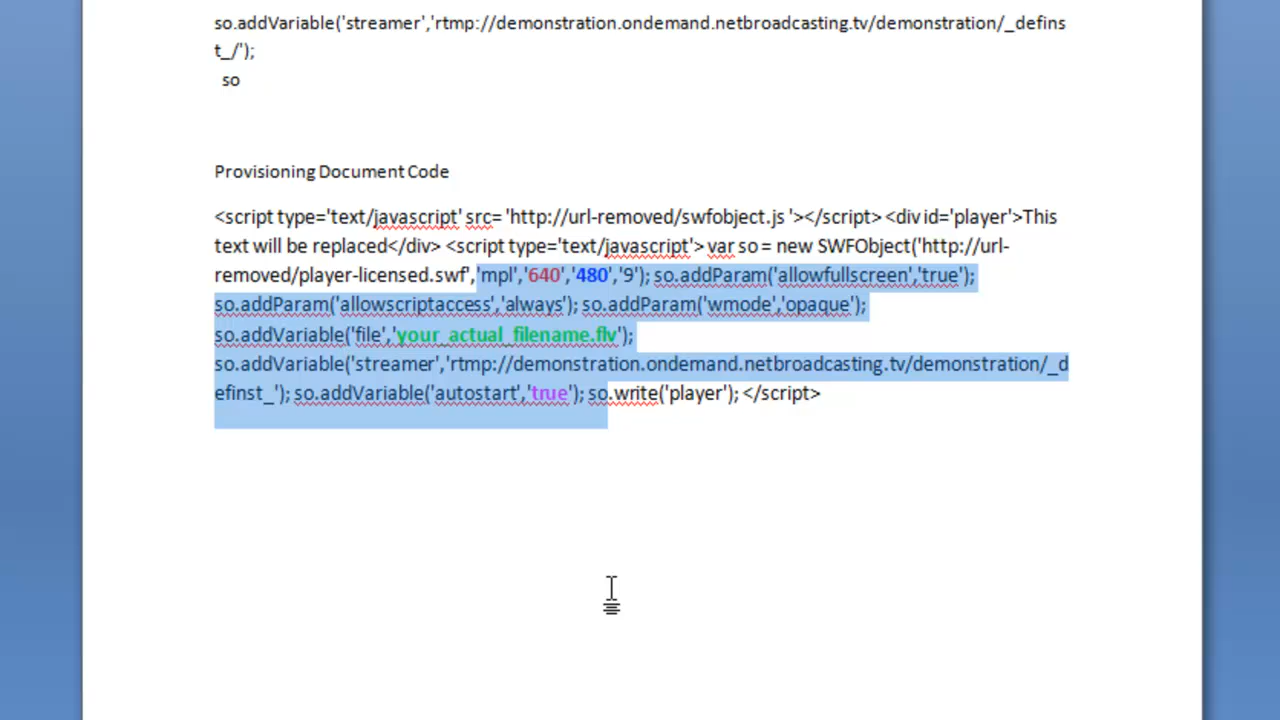 so.addVariable('streamer','rtmp://demonstration.ondemand.netbroadcasting.tv/demonstration/_defins
t_/');
so
Provisioning Document Code
<script type='text/javascript' src= 'http://url-removed/swfobject.js '></script> <div id='player'>This
text will be replaced</div> <script type='text/javascript'> var so = new SWFObject('http://url-
removed/player-licensed.swf','mpl','640','480','9'); so.addParam('allowfullscreen','true');
so.addParam('allowscriptaccess','always'); so.addParam('wmode','opaque');
so.addVariable('file','your_actual_filename.flv');
so.addVariable('streamer','rtmp://demonstration.ondemand.netbroadcasting.tv/demonstration/_d
efinst_'); so.addVariable('autostart','true'); so.write('player'); </script>